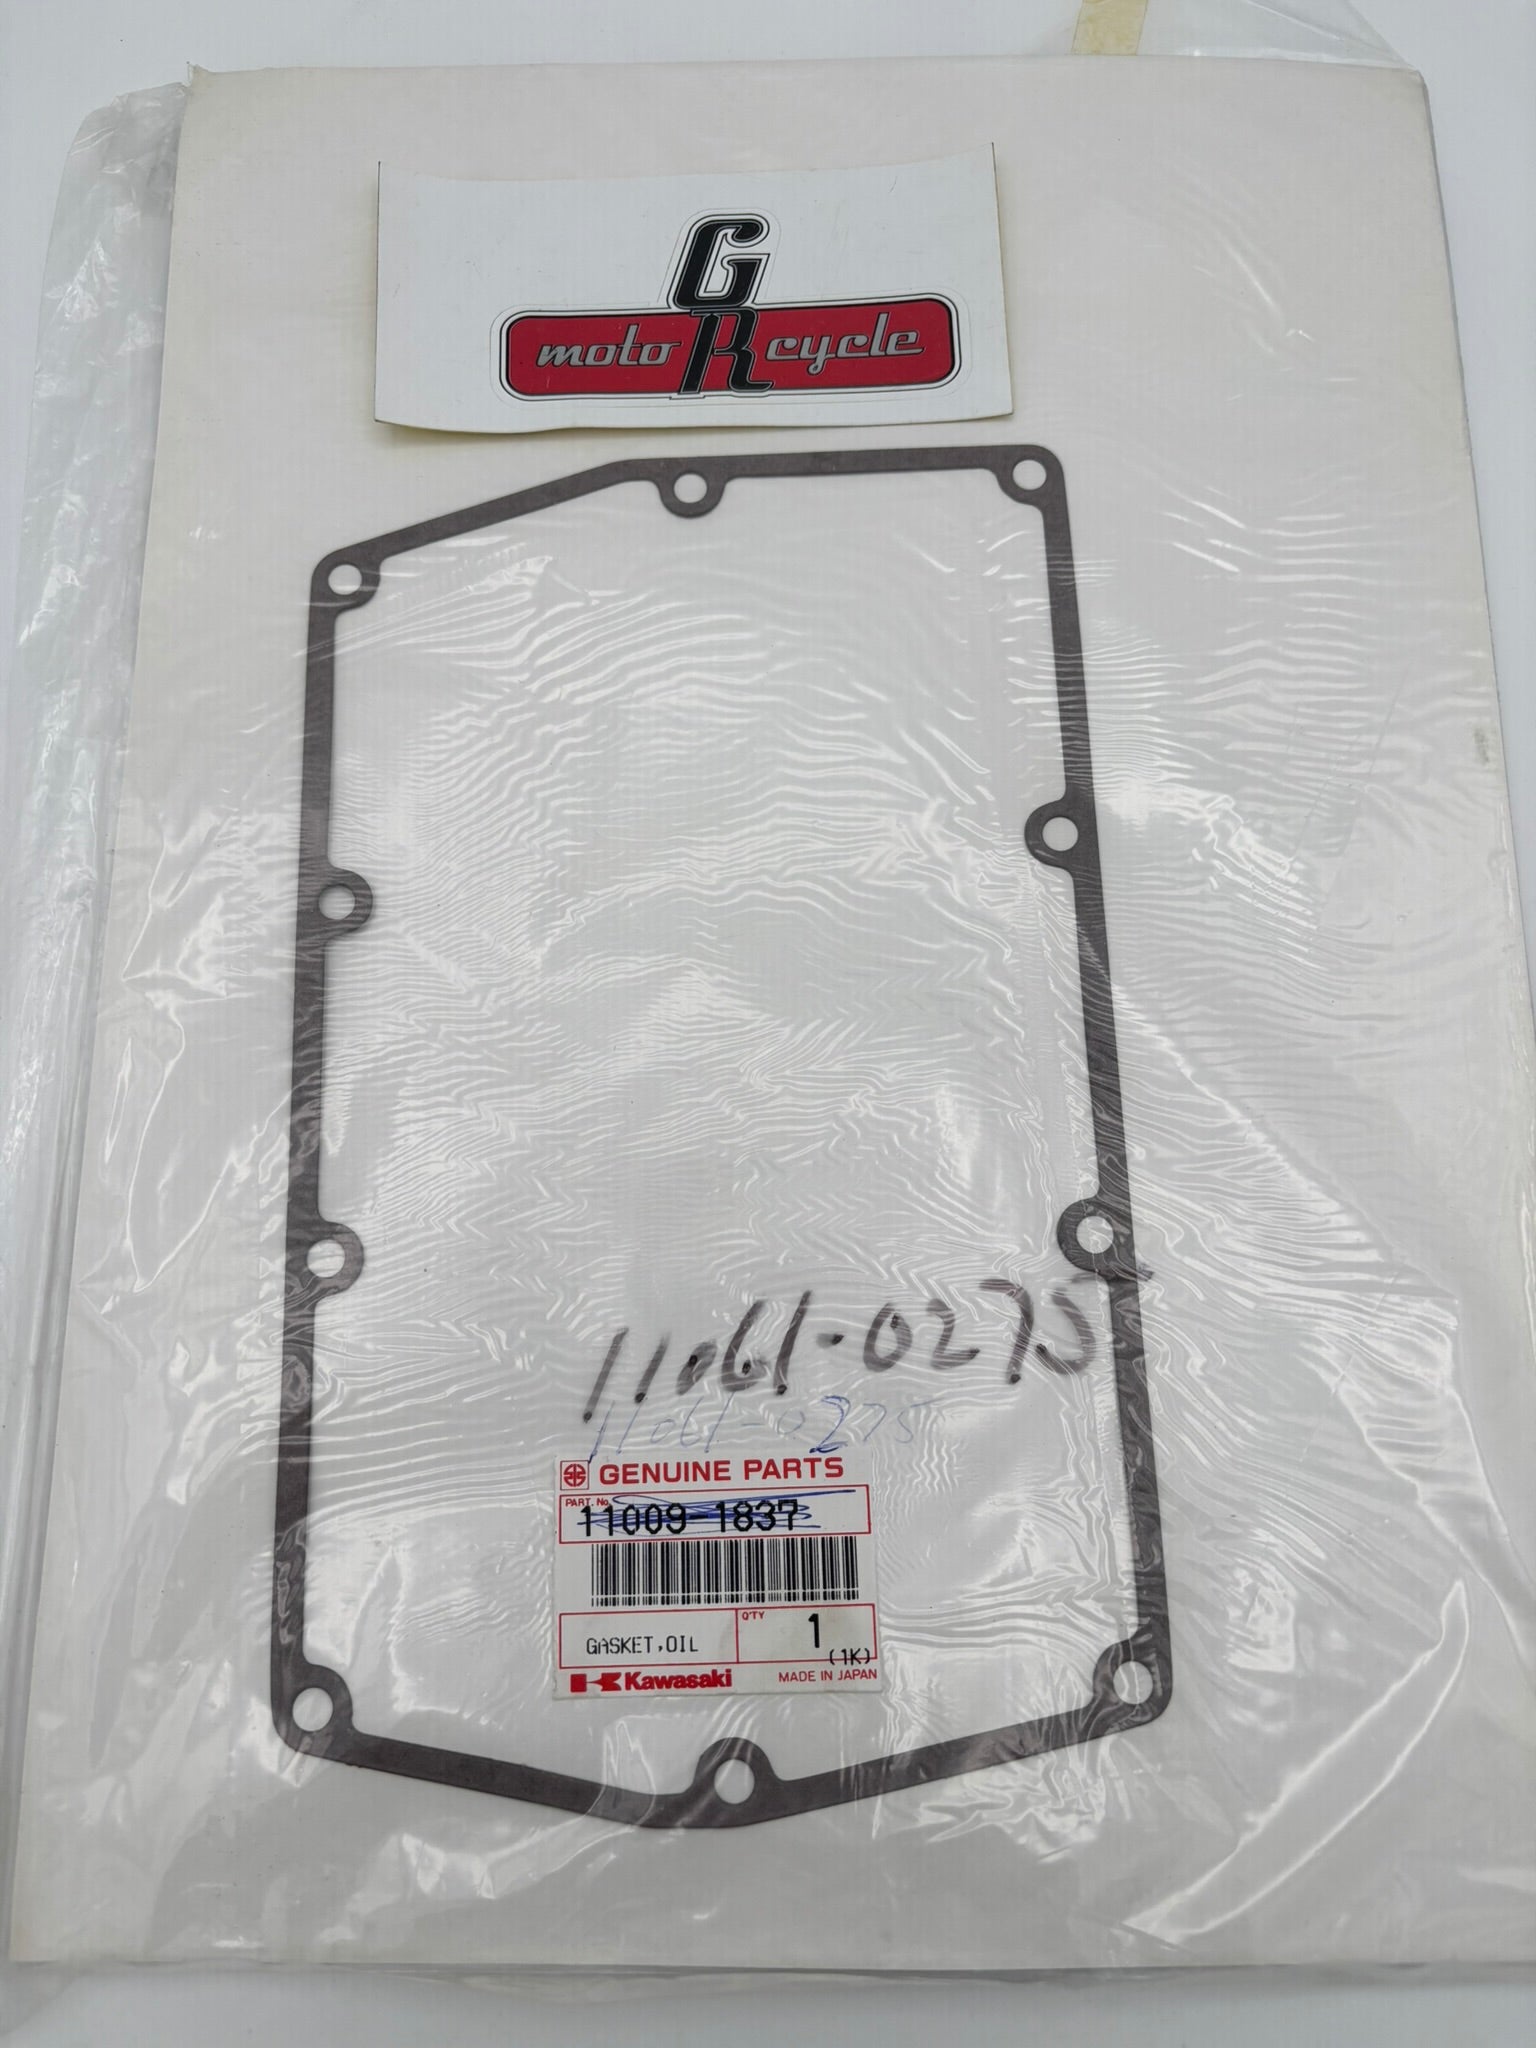 GR
moto cycle
11061-0275
11061-0275
GENUINE PARTS
PART. No.
11009-1837
GASKET,OIL
Q'TY
1
(1K)
Kawasaki
MADE IN JAPAN